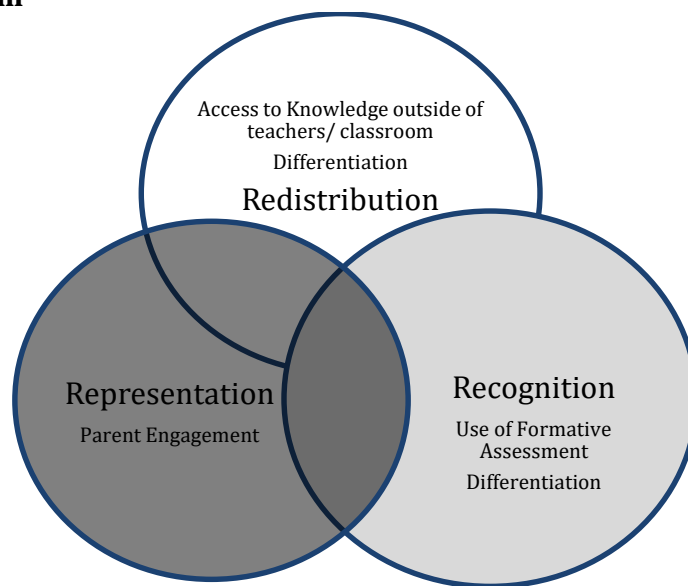 Access to Knowledge outside of
teachers/ classroom
Differentiation
Redistribution
Representation
Parent Engagement
Recognition
Use of Formative
Assessment
Differentiation